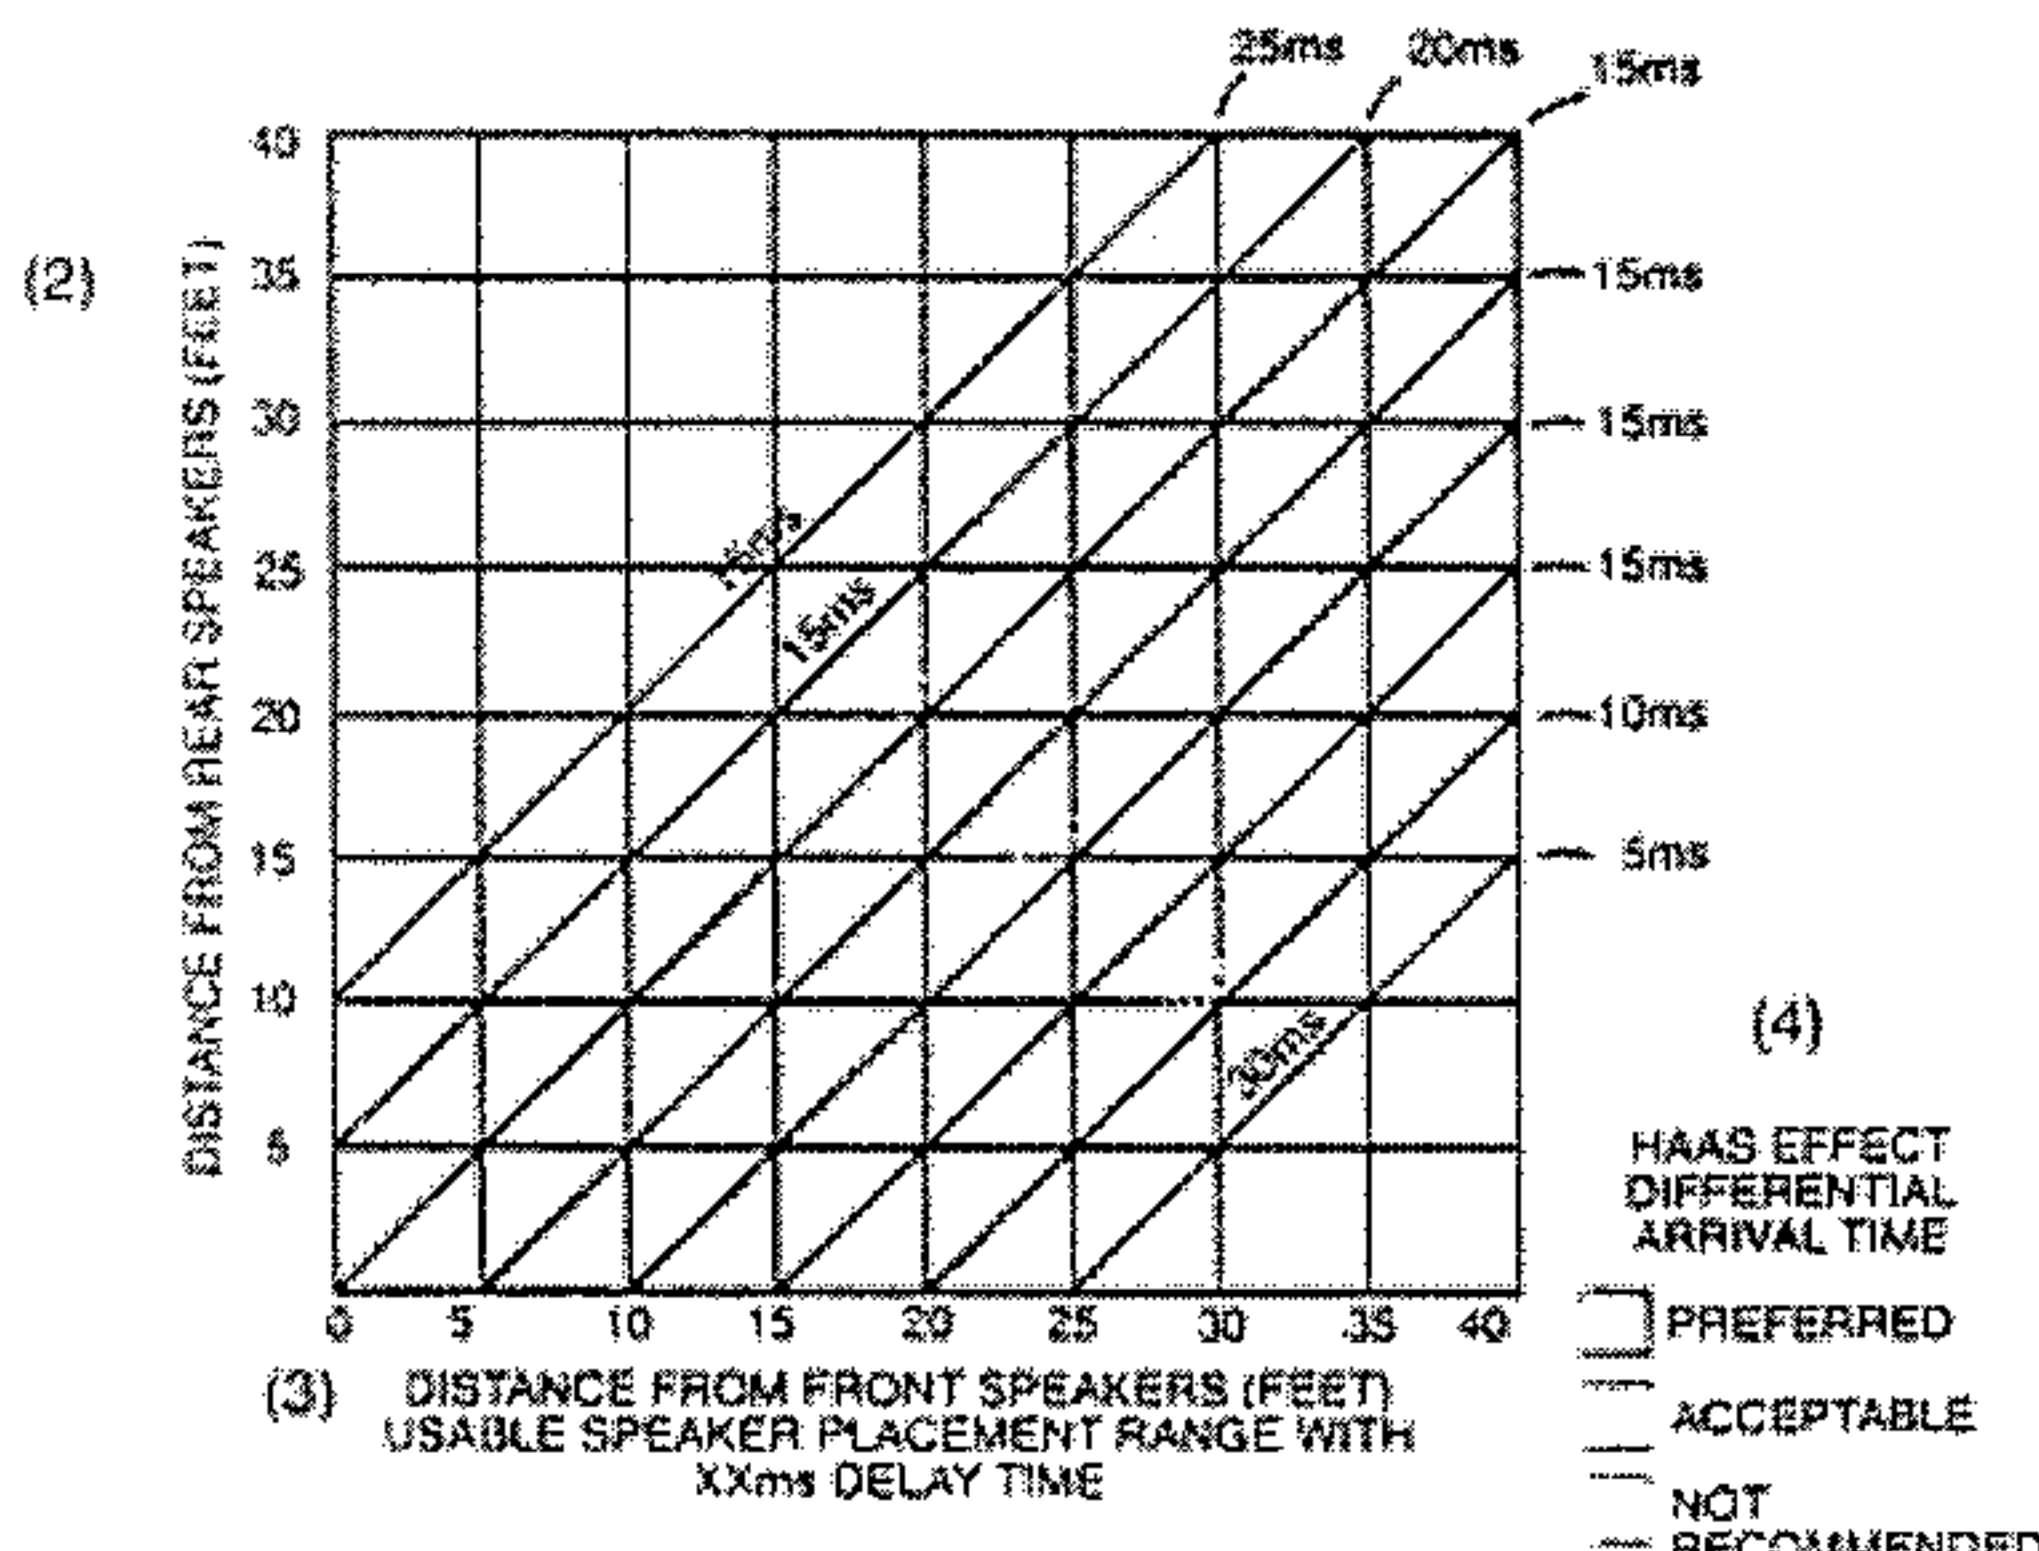 25ms 20ms 15ms
40
(2)
35 15ms
30 15ms
15ms
25 15ms
15ms
20 10ms
15 5ms
10
(4)
30ms
5
DISTANCE FROM REAR SPEAKERS (FEET)
HAAS EFFECT
DIFFERENTIAL
ARRIVAL TIME
0 5 10 15 20 25 30 35 40
PREFERRED
(3) DISTANCE FROM FRONT SPEAKERS (FEET)
USABLE SPEAKER PLACEMENT RANGE WITH
XXms DELAY TIME
ACCEPTABLE
NOT
RECOMMENDED